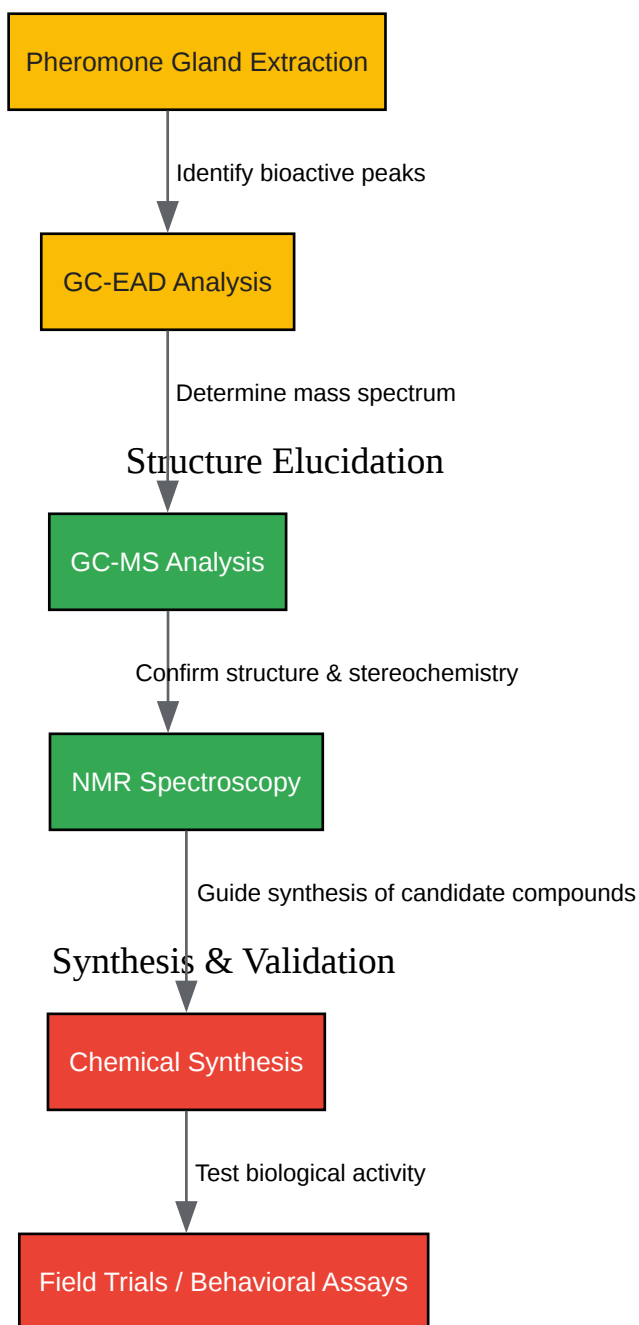 Pheromone Gland Extraction
Identify bioactive peaks
GC-EAD Analysis
Determine mass spectrum
Structure Elucidation
GC-MS Analysis
Confirm structure & stereochemistry
NMR Spectroscopy
Guide synthesis of candidate compounds
Synthesis & Validation
Chemical Synthesis
Test biological activity
Field Trials / Behavioral Assays